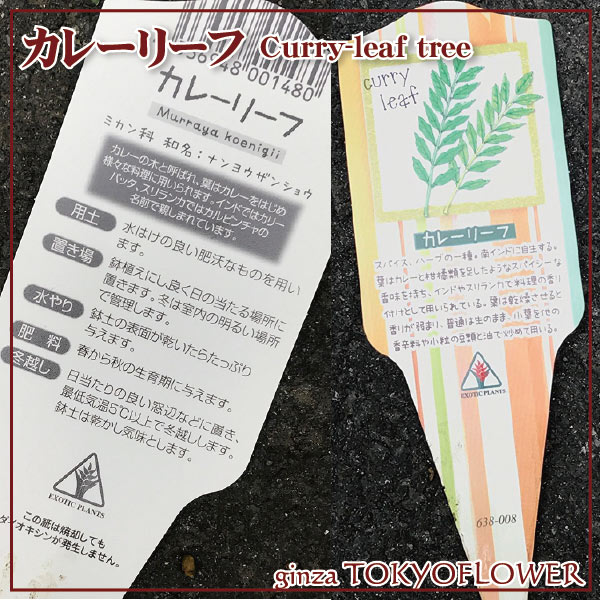 カレーリーフ Curry-leaf tree
36948 001480
カレーリーフ
Murraya koenigii
ミカン科 和名：ナンヨウザンショウ
カレーの木と呼ばれ、葉はカレーをはじめ
様々な料理に用いられます。インドではカリー
パッタ、スリランカではカルピンチャの
名前で親しまれています。
用土
水はけの良い肥沃なものを用い
ます。
置き場
鉢植えにし、良く日の当たる場所に
置きます。冬は室内の明るい場所
で管理します。
水やり
鉢土の表面が乾いたらたっぷり
与えます。
肥料
春から秋の生育期に与えます。
冬越し
日当たりの良い窓辺などに置き、
最低気温5℃以上で冬越しします。
鉢土は乾かし気味とします。
EXOTIC PLANTS
この紙は焼却しても
ダイオキシンが発生しません。
curry
leaf
カレーリーフ
スパイス、ハーブの一種。南インドに自生する。
葉はカレーと柑橘類を足したようなスパイシーな
香味を持ち、インドやスリランカで料理の香り
付けとして用いられている。葉は乾燥させると
香りが弱まり、普通は生のまま、小葉を他の
香辛料や小粒の豆類と油で炒めて用いる。
EXOTIC PLANTS
638-008
ginza TOKYOFLOWER